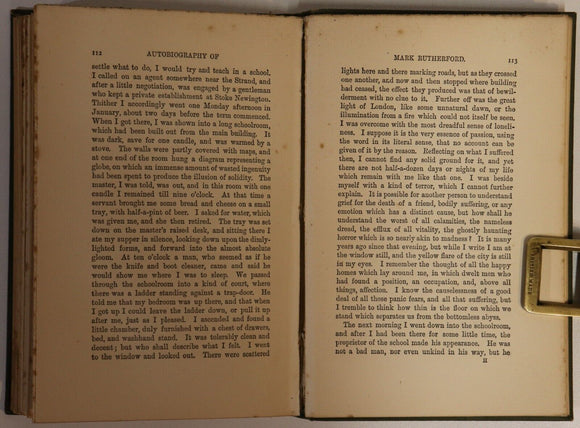 112 AUTOBIOGRAPHY OF
settle what to do, I would try and teach in a school.
I called on an agent somewhere near the Strand, and
after a little negotiation, was engaged by a gentleman
who kept a private establishment at Stoke Newington.
Thither I accordingly went one Monday afternoon in
January, about two days before the term commenced.
When I got there, I was shown into a long schoolroom,
which had been built out from the main building. It
was dark, save for one candle, and was warmed by a
stove. The walls were partly covered with maps, and
at one end of the room hung a diagram representing a
globe, on which an immense amount of wasted ingenuity
had been spent to produce the illusion of solidity. The
master, I was told, was out, and in this room with one
candle I remained till nine o'clock. At that time a
servant brought me some bread and cheese on a small
tray, with half-a-pint of beer. I asked for water, which
was given me, and she then retired. The tray was set
down on the master's raised desk, and sitting there I
ate my supper in silence, looking down upon the dimly-
lighted forms, and forward into the almost absolute
gloom. At ten o'clock a man, who seemed as if he
were the knife and boot cleaner, came and said he
would show me where I was to sleep. We passed
through the schoolroom into a kind of court, where
there was a ladder standing against a trap-door. He
told me that my bedroom was up there, and that when
I got up I could leave the ladder down, or pull it up
after me, just as I pleased. I ascended and found a
little chamber, duly furnished with a chest of drawers,
bed, and washhand stand. It was tolerably clean and
decent; but who shall describe what I felt. I went
to the window and looked out. There were scattered
MARK RUTHERFORD. 113
lights here and there marking roads, but as they crossed
one another, and now and then stopped where building
had ceased, the effect they produced was that of bewil-
derment with no clue to it. Further off was the great
light of London, like some unnatural dawn, or the
illumination from a fire which could not itself be seen.
I was overcome with the most dreadful sense of loneli-
ness. I suppose it is the very essence of passion, using
the word in its literal sense, that no account can be
given of it by the reason. Reflecting on what I suffered
then, I cannot find any solid ground for it, and yet
there are not half-a-dozen days or nights of my life
which remain with me like that one. I was beside
myself with a kind of terror, which I cannot further
explain. It is possible for another person to understand
grief for the death of a friend, bodily suffering, or any
emotion which has a distinct cause, but how shall he
understand the worst of all calamities, the nameless
dread, the efflux of all vitality, the ghostly haunting
horror which is so nearly akin to madness? It is many
years since that evening, but while I write I am at
the window still, and the yellow flare of the city is still
in my eyes. I remember the thought of all the happy
homes which lay around me, in which dwelt men who
had found a position, an occupation, and, above all
things, affection. I know the causelessness of a good
deal of all those panic fears, and all that suffering, but
I tremble to think how thin is the floor on which we
stand which separates us from the bottomless abyss.
The next morning I went down into the schoolroom,
and after I had been there for some little time, the
proprietor of the school made his appearance. He was
not a bad man, nor even unkind in his way, but he
H